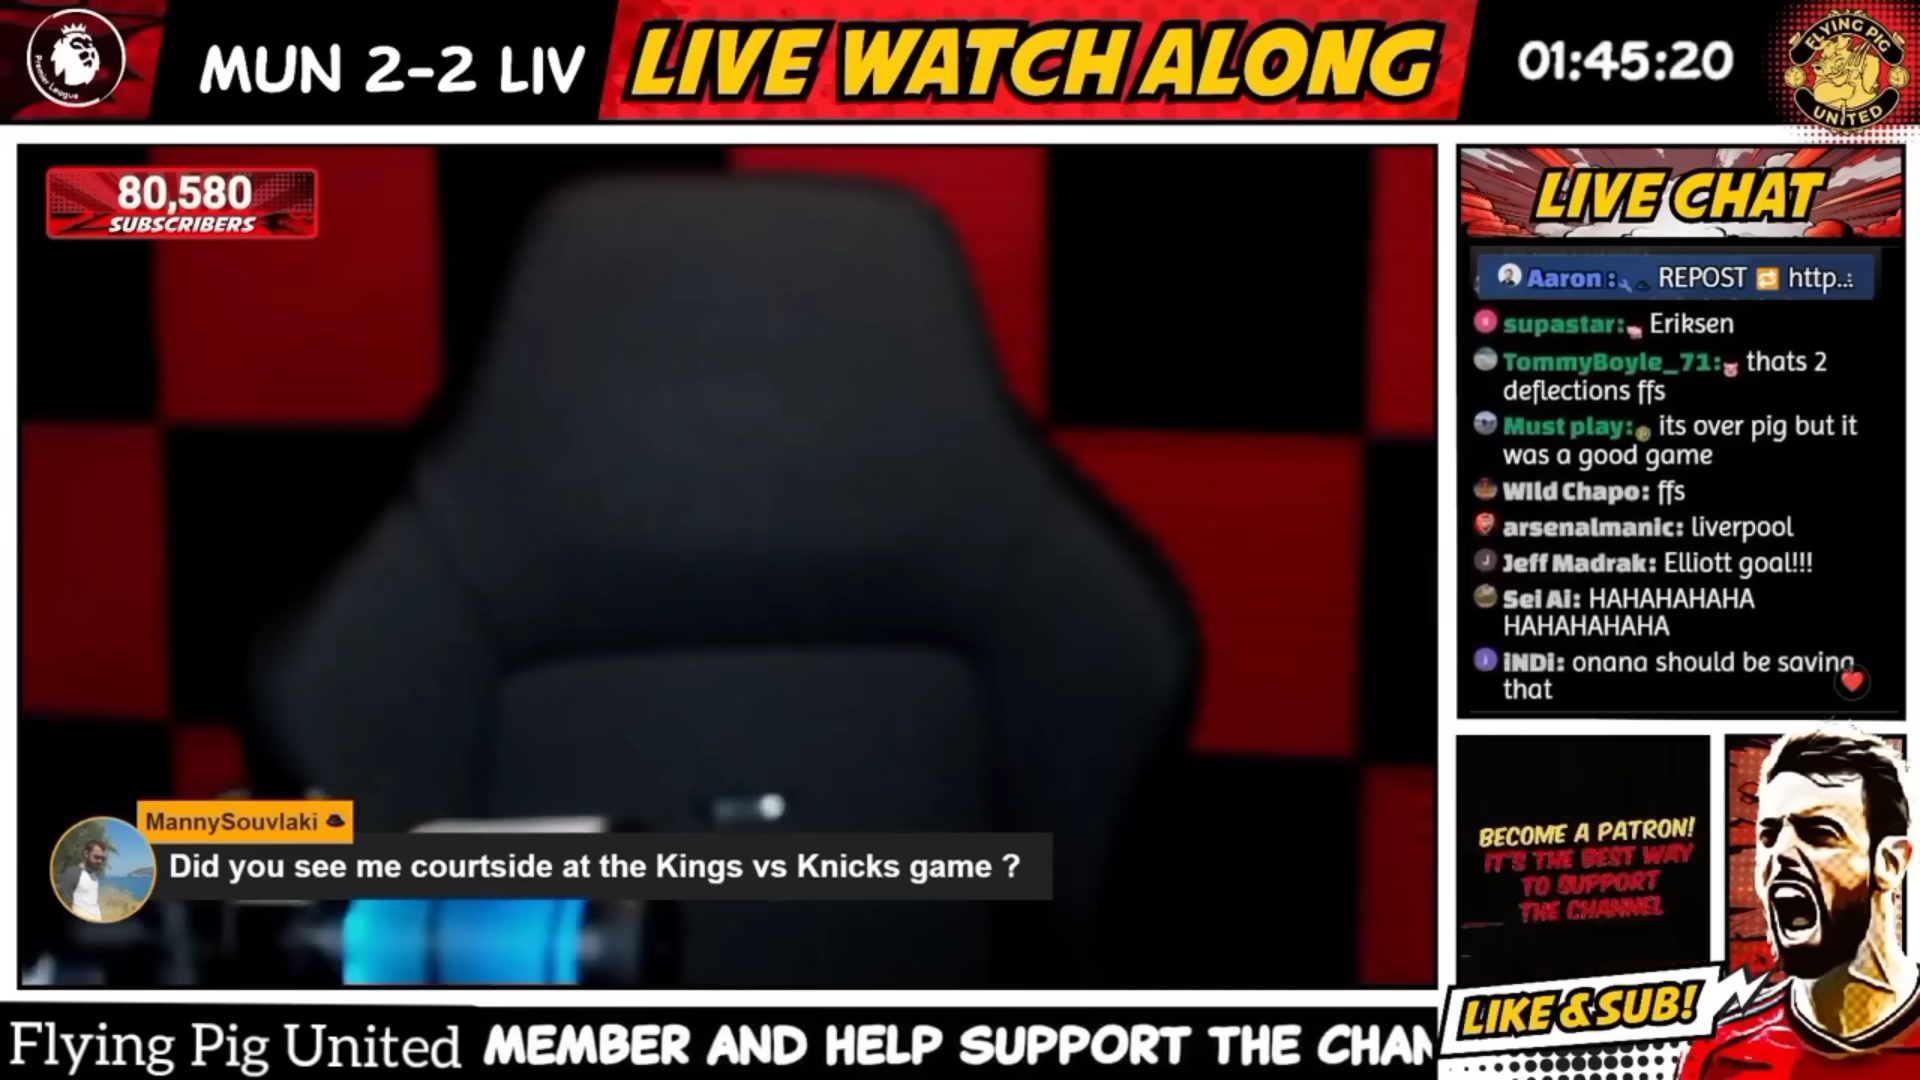 Premier League
MUN 2-2 LIV
LIVE WATCH ALONG
01:45:20
FLYING PIG
UNITED
80,580
SUBSCRIBERS
LIVE CHAT
Aaron : REPOST 🔁 http..:
supastar: Eriksen
TommyBoyle_71: thats 2
deflections ffs
Must play: its over pig but it
was a good game
WIld Chapo: ffs
arsenalmanic: liverpool
Jeff Madrak: Elliott goal!!!
Sei Ai: HAHAHAHAHA
HAHAHAHAHA
iNDi: onana should be saving
that
MannySouvlaki
Did you see me courtside at the Kings vs Knicks game ?
BECOME A PATRON!
IT'S THE BEST WAY
TO SUPPORT
THE CHANNEL
LIKE & SUB!
Flying Pig United MEMBER AND HELP SUPPORT THE CHAN